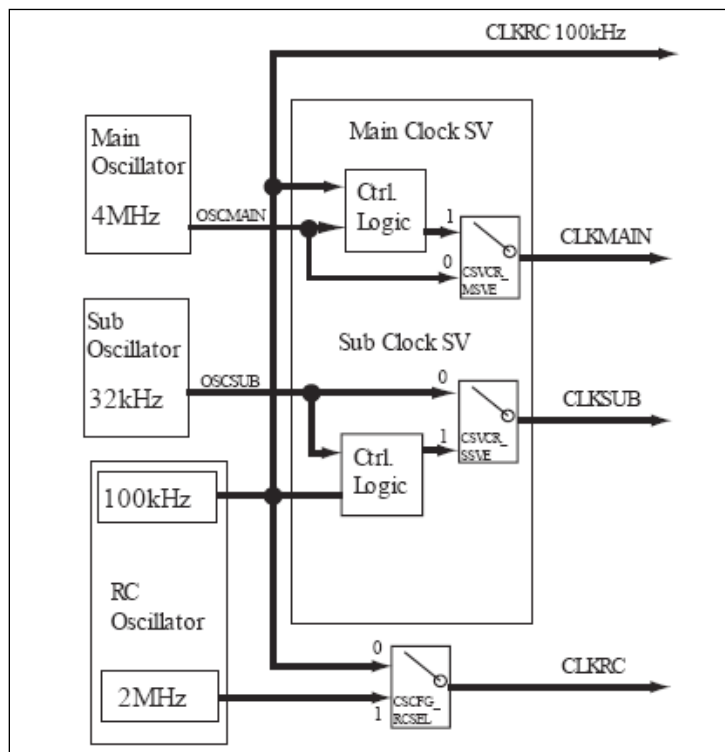 CLKRC 100kHz
Main Clock SV
Main
Oscillator
4MHz
OSCMAIN
Ctrl.
Logic
1
0
CSVCR_
MSVE
CLKMAIN
Sub Clock SV
Sub
Oscillator
32kHz
OSCSUB
0
1
CSVCR_
SSVE
CLKSUB
Ctrl.
Logic
100kHz
RC
Oscillator
2MHz
0
1
CSCFG_
RCSEL
CLKRC